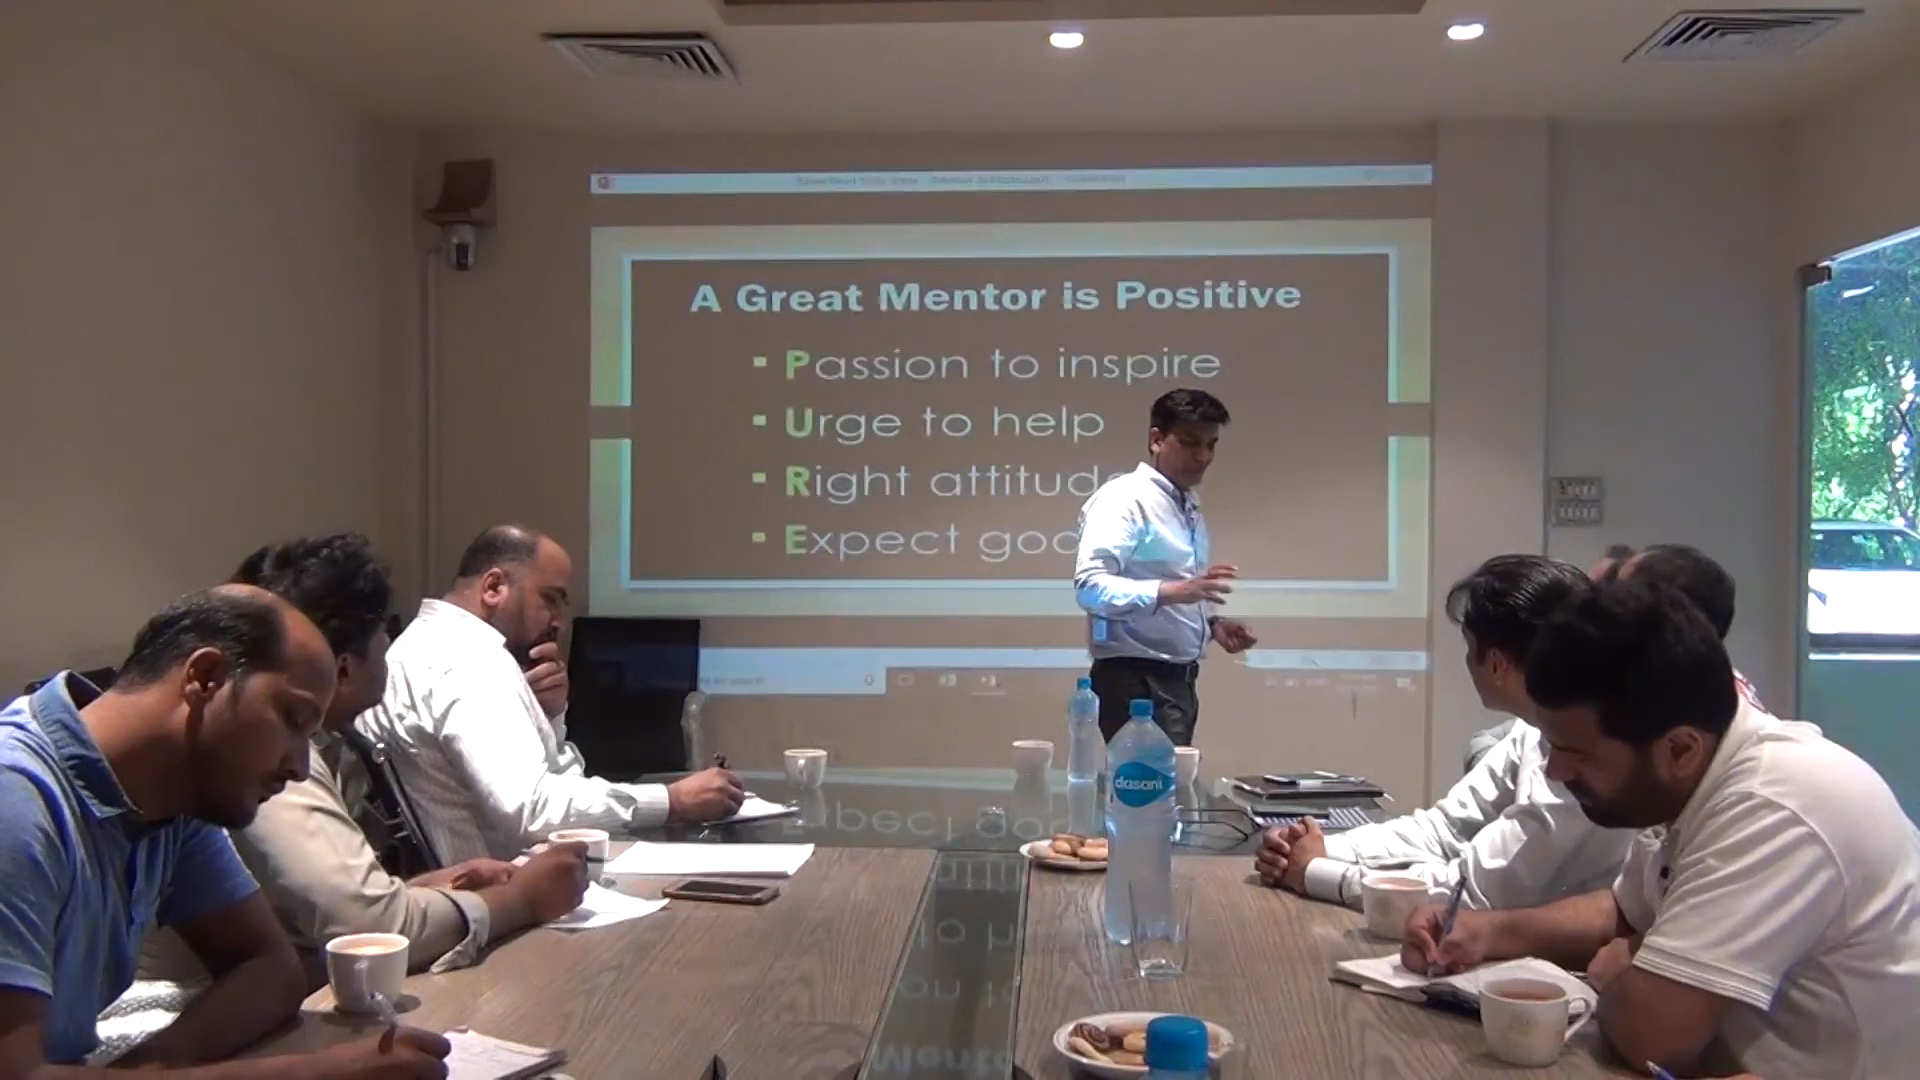 A Great Mentor is Positive
▪ Passion to inspire
▪ Urge to help
▪ Right attitud
▪ Expect goo
dasani